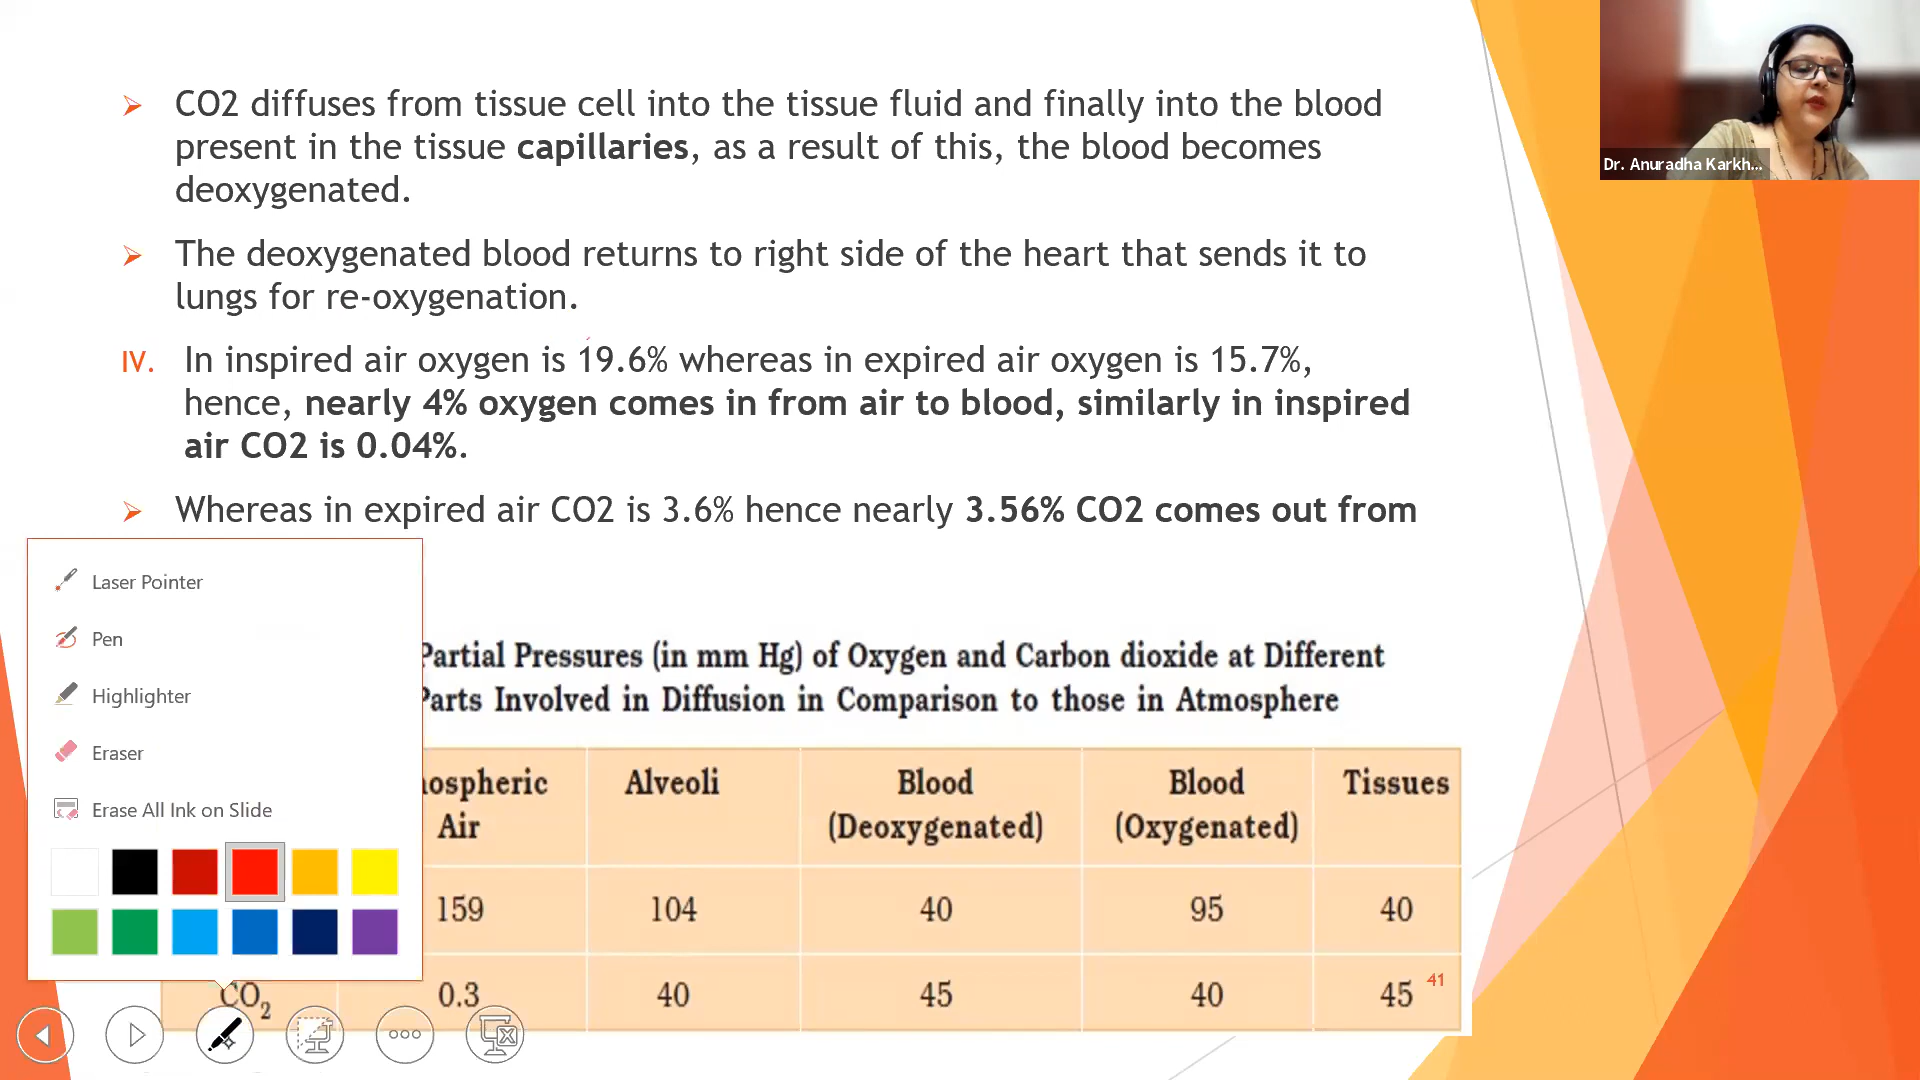 CO2 diffuses from tissue cell into the tissue fluid and finally into the blood
present in the tissue capillaries, as a result of this, the blood becomes
deoxygenated.
The deoxygenated blood returns to right side of the heart that sends it to
lungs for re-oxygenation.
IV. In inspired air oxygen is 19.6% whereas in expired air oxygen is 15.7%,
hence, nearly 4% oxygen comes in from air to blood, similarly in inspired
air CO2 is 0.04%.
Whereas in expired air CO2 is 3.6% hence nearly 3.56% CO2 comes out from
Partial Pressures (in mm Hg) of Oxygen and Carbon dioxide at Different
Parts Involved in Diffusion in Comparison to those in Atmosphere
Air Alveoli Blood (Deoxygenated) Blood (Oxygenated) Tissues
159 104 40 95 40
CO2 0.3 40 45 40 45
41
Laser Pointer
Pen
Highlighter
Eraser
Erase All Ink on Slide
Dr. Anuradha Karkh...